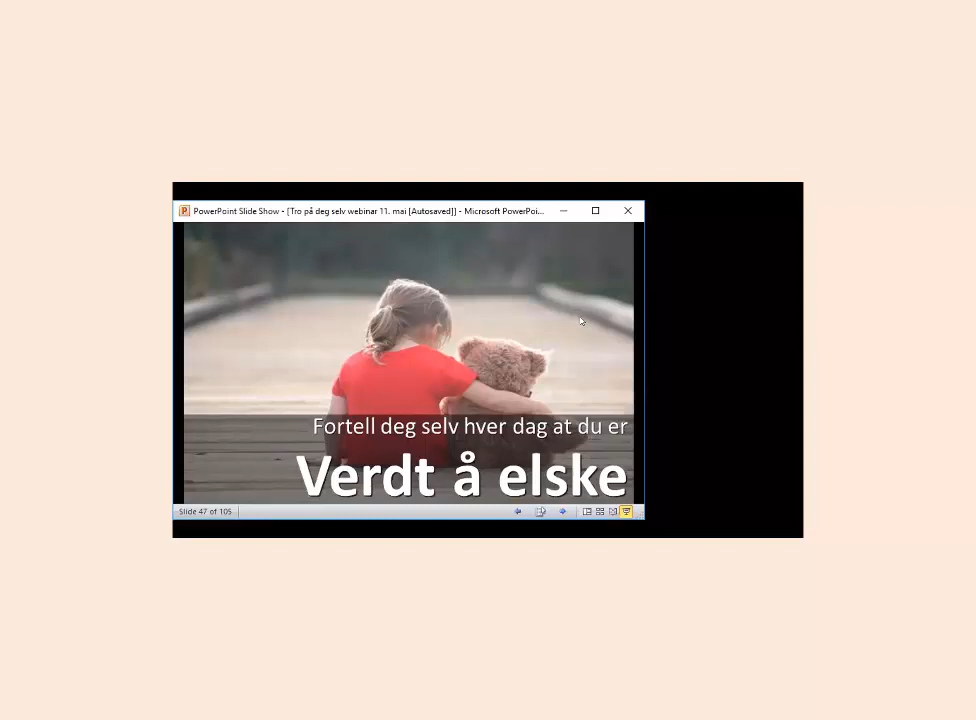 PowerPoint Slide Show - [Tro på deg selv webinar 11. mai [Autosaved]] - Microsoft PowerPoi...
Fortell deg selv hver dag at du er
Verdt å elske
Slide 47 of 105